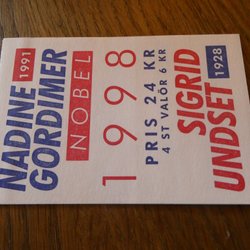 NADINE 1991
GORDIMER
NOBEL
1998
PRIS 24 KR
4 ST VALÖR 6 KR
SIGRID
UNDSET 1928